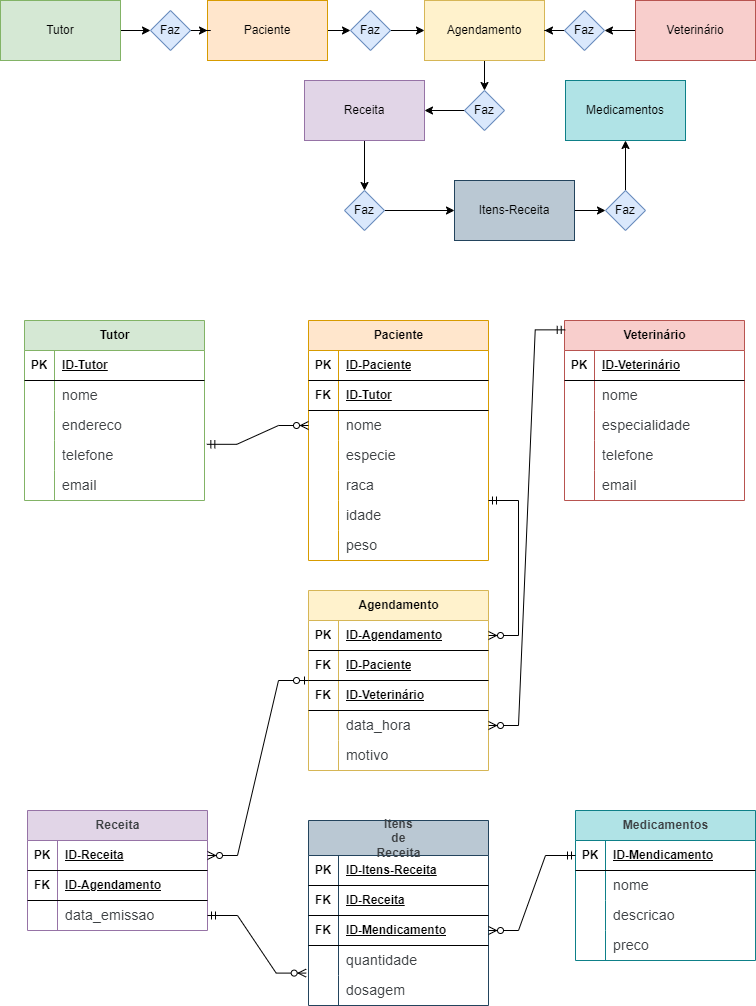 Tutor
Faz
Paciente
Faz
Agendamento
Faz
Veterinário
Receita
Faz
Medicamentos
Faz
Itens-Receita
Faz
Tutor
PK ID-Tutor
nome
endereco
telefone
email
Paciente
PK ID-Paciente
FK ID-Tutor
nome
especie
raca
idade
peso
Veterinário
PK ID-Veterinário
nome
especialidade
telefone
email
Agendamento
PK ID-Agendamento
FK ID-Paciente
FK ID-Veterinário
data_hora
motivo
Receita
PK ID-Receita
FK ID-Agendamento
data_emissao
Itens
de
Receita
PK ID-Itens-Receita
FK ID-Receita
FK ID-Mendicamento
quantidade
dosagem
Medicamentos
PK ID-Mendicamento
nome
descricao
preco